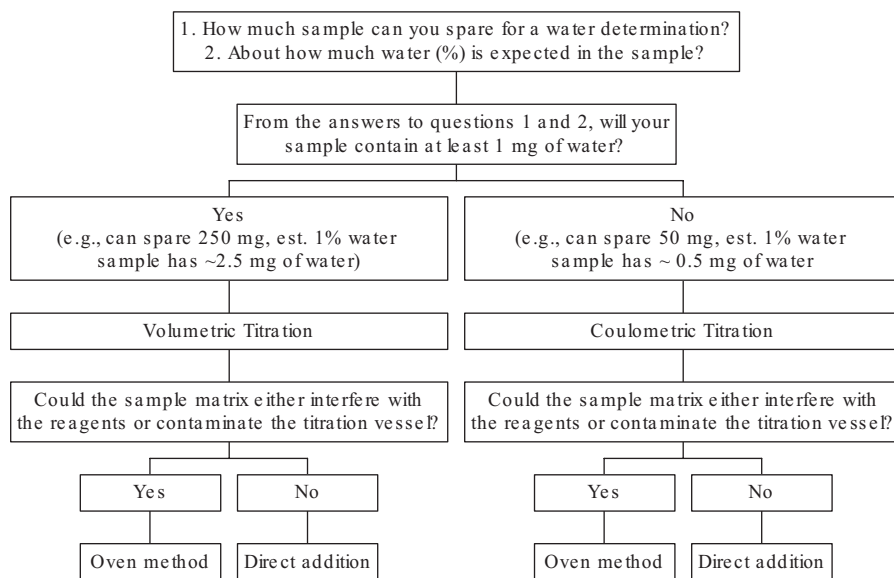 1. How much sample can you spare for a water determination?
2. About how much water (%) is expected in the sample?
From the answers to questions 1 and 2, will your
sample contain at least 1 mg of water?
Yes
(e.g., can spare 250 mg, est. 1% water
sample has ~2.5 mg of water)
No
(e.g., can spare 50 mg, est. 1% water
sample has ~ 0.5 mg of water
Volumetric Titration
Coulometric Titration
Could the sample matrix either interfere with
the reagents or contaminate the titration vessel?
Could the sample matrix either interfere with
the reagents or contaminate the titration vessel?
Yes
No
Yes
No
Oven method
Direct addition
Oven method
Direct addition